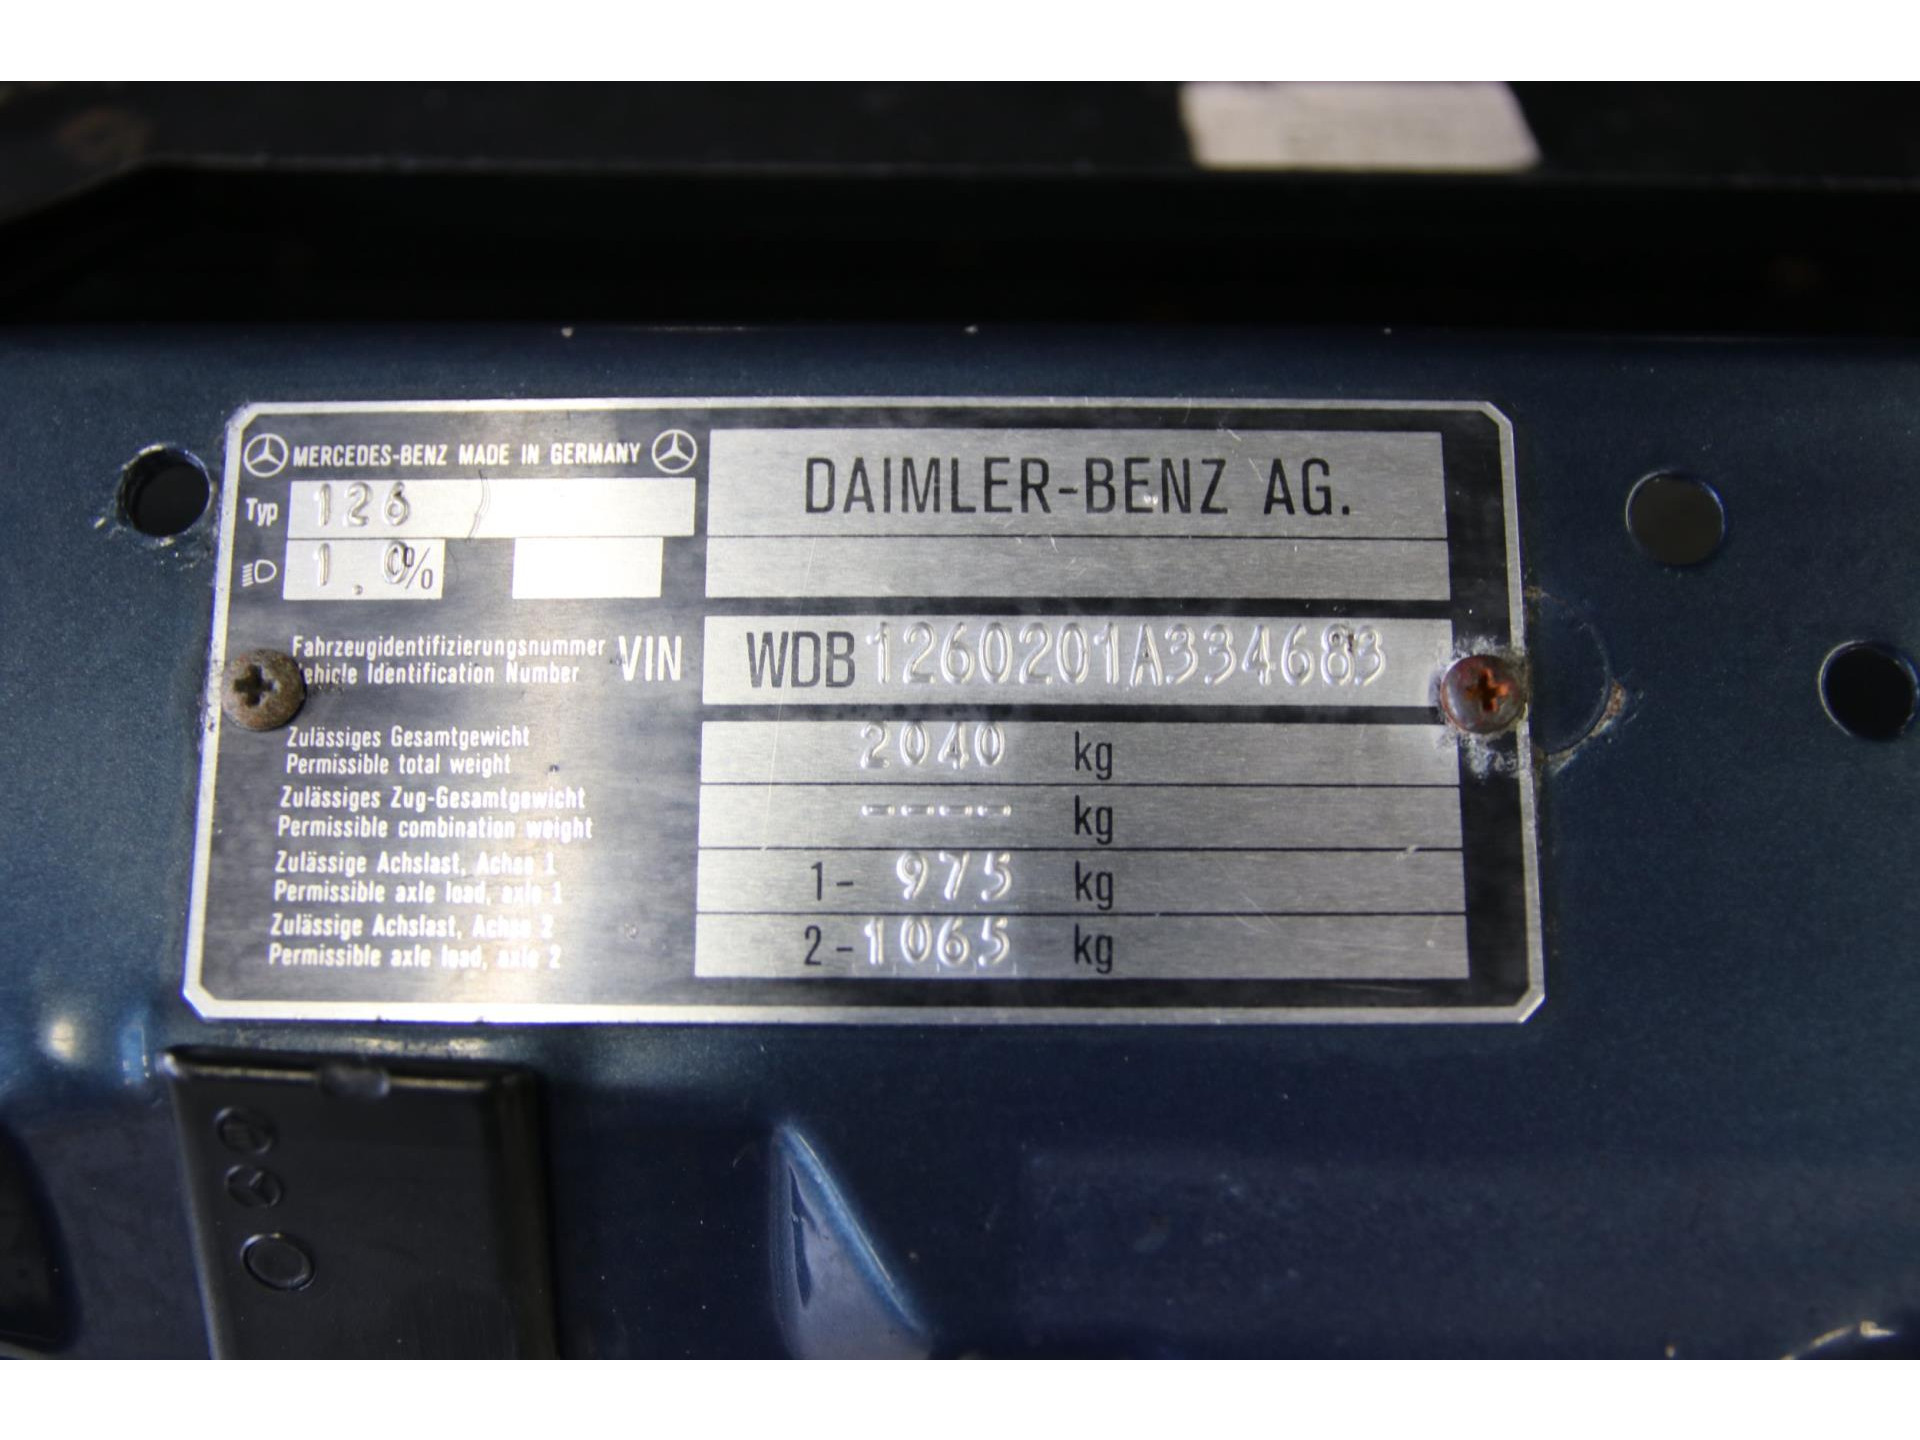 MERCEDES-BENZ MADE IN GERMANY
Typ 126
1.0%
DAIMLER-BENZ AG.
Fahrzeugidentifizierungsnummer
Vehicle Identification Number
VIN WDB 1260201A334683
Zulässiges Gesamtgewicht
Permissible total weight
2040 kg
Zulässiges Zug-Gesamtgewicht
Permissible combination weight
----- kg
Zulässige Achslast, Achse 1
Permissible axle load, axle 1
1- 975 kg
Zulässige Achslast, Achse 2
Permissible axle load, axle 2
2-1065 kg